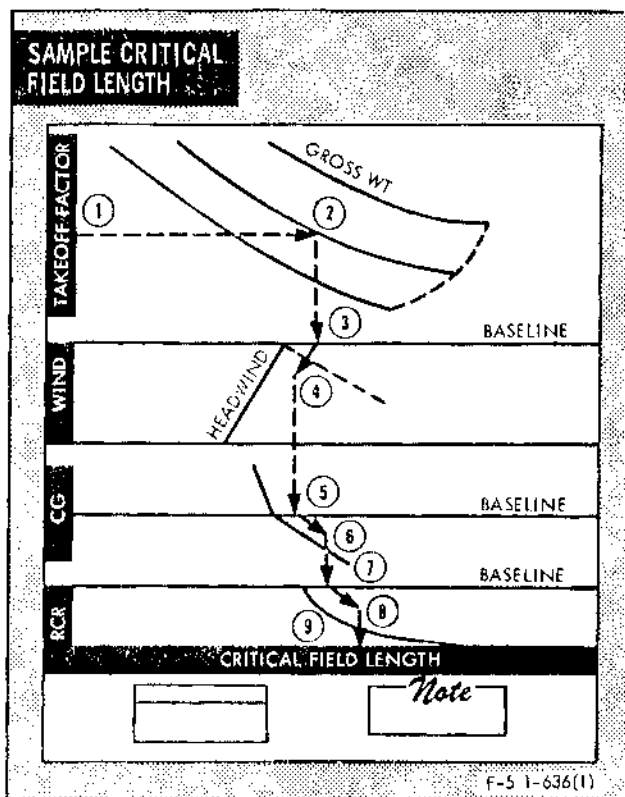 SAMPLE CRITICAL
FIELD LENGTH
TAKEOFF FACTOR
GROSS WT
1
2
3
BASELINE
WIND
HEADWIND
4
CG
5
BASELINE
6
7
BASELINE
RCR
8
9
CRITICAL FIELD LENGTH
Note
F-5 1-636(1)